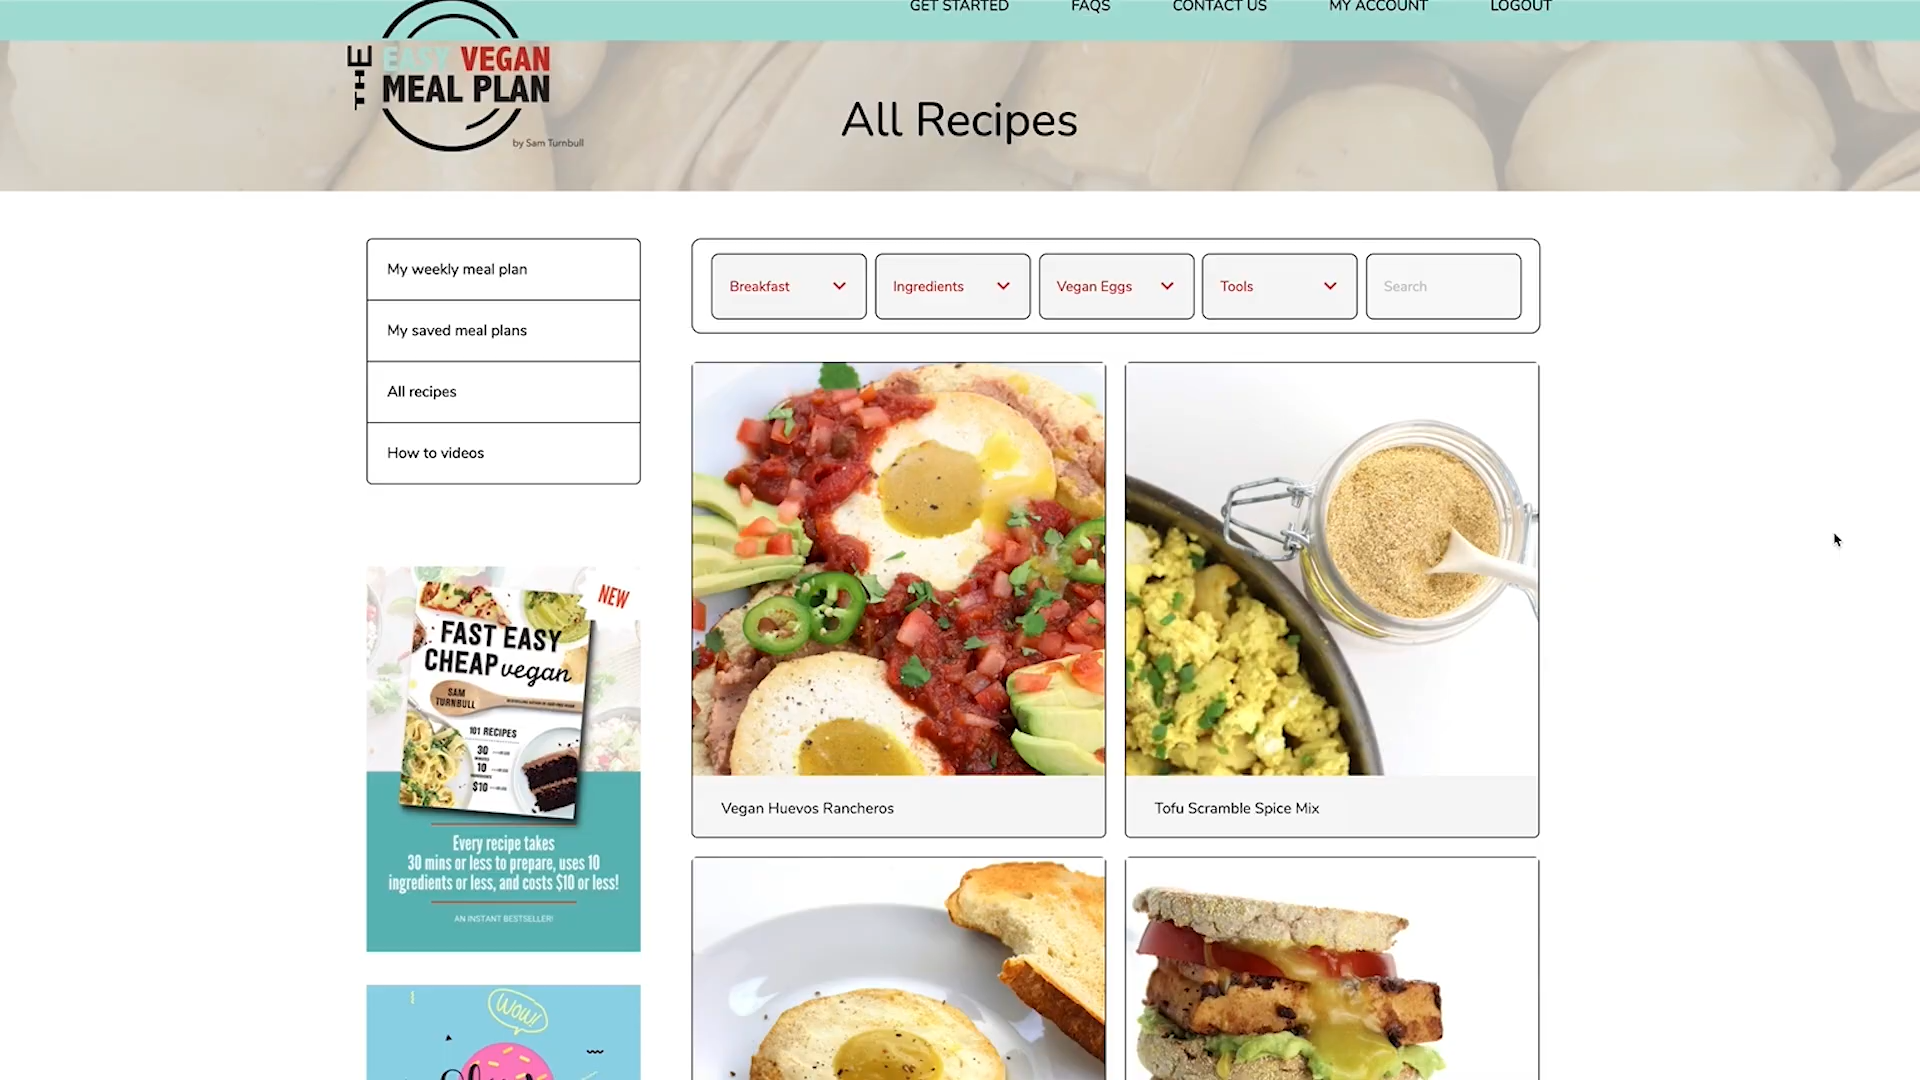 GET STARTED
FAQS
CONTACT US
MY ACCOUNT
LOGOUT
THE
EASY VEGAN
MEAL PLAN
by Sam Turnbull
All Recipes
My weekly meal plan
My saved meal plans
All recipes
How to videos
Breakfast
Ingredients
Vegan Eggs
Tools
Search
Vegan Huevos Rancheros
Tofu Scramble Spice Mix
NEW
FAST EASY
CHEAP vegan
SAM
TURNBULL
101 RECIPES
30
10
$10
Every recipe takes
30 mins or less to prepare, uses 10
ingredients or less, and costs $10 or less!
AN INSTANT BESTSELLER!
WOW!